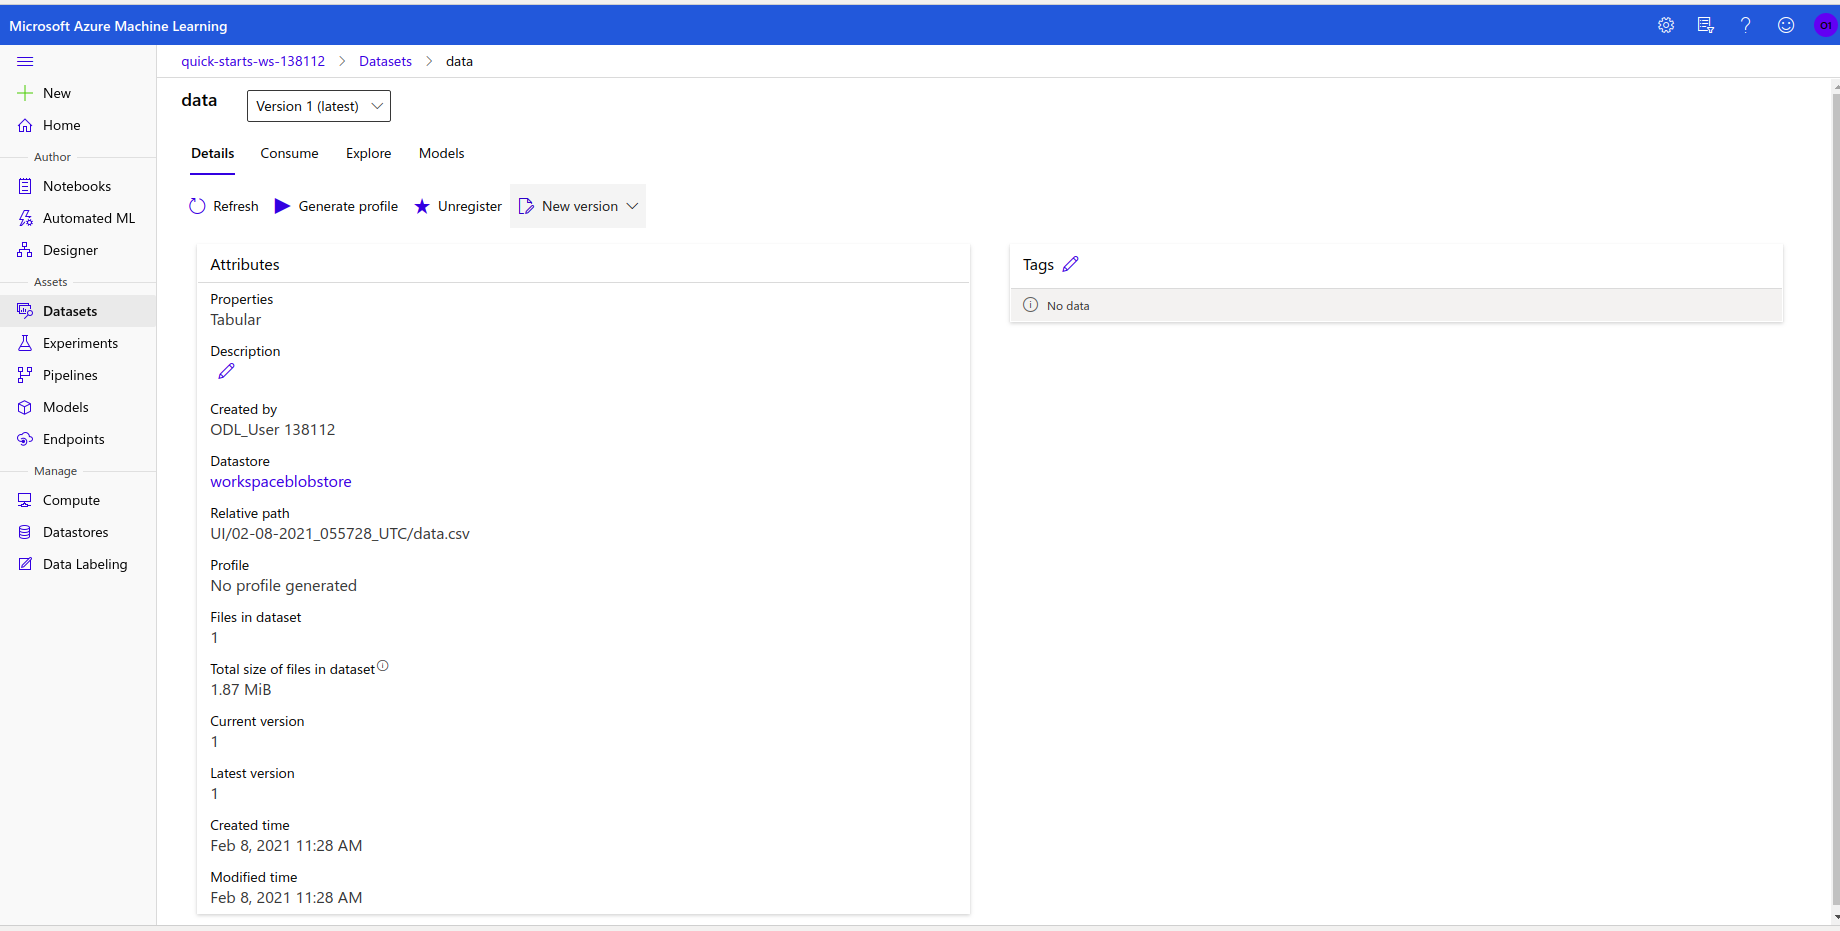 Microsoft Azure Machine Learning
OI
quick-starts-ws-138112 > Datasets > data
New
Home
Author
Notebooks
Automated ML
Designer
Assets
Datasets
Experiments
Pipelines
Models
Endpoints
Manage
Compute
Datastores
Data Labeling
data
Version 1 (latest)
Details Consume Explore Models
Refresh Generate profile Unregister New version
Attributes
Properties
Tabular
Description
Created by
ODL_User 138112
Datastore
workspaceblobstore
Relative path
UI/02-08-2021_055728_UTC/data.csv
Profile
No profile generated
Files in dataset
1
Total size of files in dataset
1.87 MiB
Current version
1
Latest version
1
Created time
Feb 8, 2021 11:28 AM
Modified time
Feb 8, 2021 11:28 AM
Tags
No data